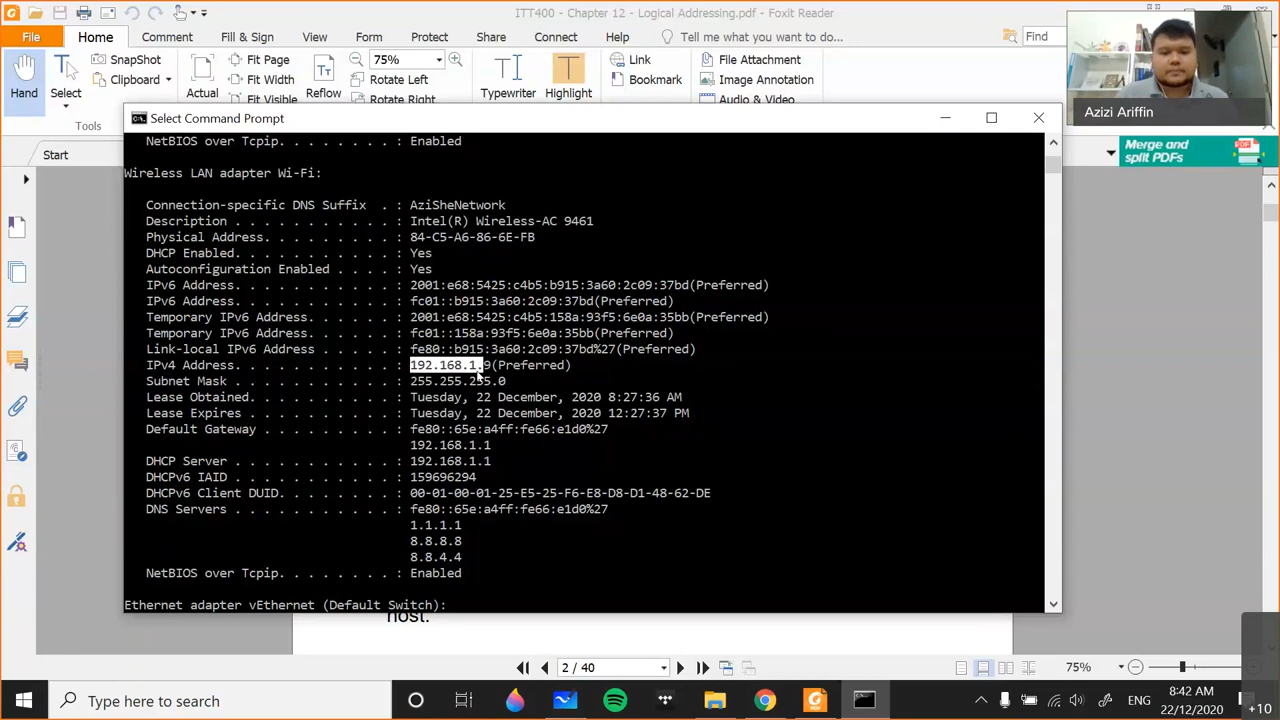 ITT400 - Chapter 12 - Logical Addressing.pdf - Foxit Reader
File Home Comment Fill & Sign View Form Protect Share Connect Help Tell me what you want to do... Find
SnapShot Fit Page 75% Link File Attachment
Hand Select Clipboard Actual Fit Width Reflow Rotate Left Typewriter Highlight Bookmark Image Annotation
Fit Visible Rotate Right Audio & Video
Tools
Azizi Ariffin
Start
Merge and
split PDFs
Select Command Prompt
NetBIOS over Tcpip. . . . . . . . : Enabled
Wireless LAN adapter Wi-Fi:
Connection-specific DNS Suffix . : AziSheNetwork
Description . . . . . . . . . . . : Intel(R) Wireless-AC 9461
Physical Address. . . . . . . . . : 84-C5-A6-86-6E-FB
DHCP Enabled. . . . . . . . . . . : Yes
Autoconfiguration Enabled . . . . : Yes
IPv6 Address. . . . . . . . . . . : 2001:e68:5425:c4b5:b915:3a60:2c09:37bd(Preferred)
IPv6 Address. . . . . . . . . . . : fc01::b915:3a60:2c09:37bd(Preferred)
Temporary IPv6 Address. . . . . . : 2001:e68:5425:c4b5:158a:93f5:6e0a:35bb(Preferred)
Temporary IPv6 Address. . . . . . : fc01::158a:93f5:6e0a:35bb(Preferred)
Link-local IPv6 Address . . . . . : fe80::b915:3a60:2c09:37bd%27(Preferred)
IPv4 Address. . . . . . . . . . . : 192.168.1.9(Preferred)
Subnet Mask . . . . . . . . . . . : 255.255.255.0
Lease Obtained. . . . . . . . . . : Tuesday, 22 December, 2020 8:27:36 AM
Lease Expires . . . . . . . . . . : Tuesday, 22 December, 2020 12:27:37 PM
Default Gateway . . . . . . . . . : fe80::65e:a4ff:fe66:e1d0%27
192.168.1.1
DHCP Server . . . . . . . . . . . : 192.168.1.1
DHCPv6 IAID . . . . . . . . . . . : 159696294
DHCPv6 Client DUID. . . . . . . . : 00-01-00-01-25-E5-25-F6-E8-D8-D1-48-62-DE
DNS Servers . . . . . . . . . . . : fe80::65e:a4ff:fe66:e1d0%27
1.1.1.1
8.8.8.8
8.8.4.4
NetBIOS over Tcpip. . . . . . . . : Enabled
Ethernet adapter vEthernet (Default Switch):
host.
2 / 40 75%
Type here to search
ENG
8:42 AM
22/12/2020
+10